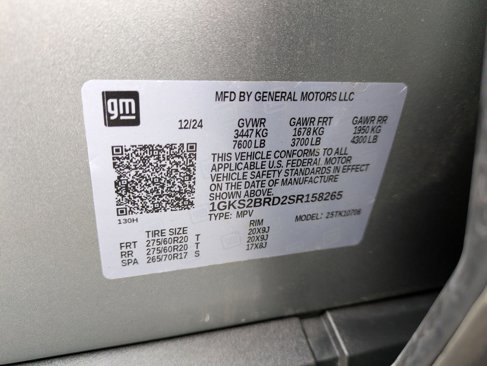 gm
MFD BY GENERAL MOTORS LLC
12/24 GVWR GAWR FRT GAWR RR
3447 KG 1678 KG 1950 KG
7600 LB 3700 LB 4300 LB
THIS VEHICLE CONFORMS TO ALL
APPLICABLE U.S. FEDERAL MOTOR
VEHICLE SAFETY STANDARDS IN EFFECT
ON THE DATE OF MANUFACTURE
SHOWN ABOVE.
1GKS2BRD2SR158265
TYPE: MPV MODEL: 25TK10706
130H
TIRE SIZE RIM
FRT 275/60R20 T 20X9J
RR 275/60R20 T 20X9J
SPA 265/70R17 S 17X8J